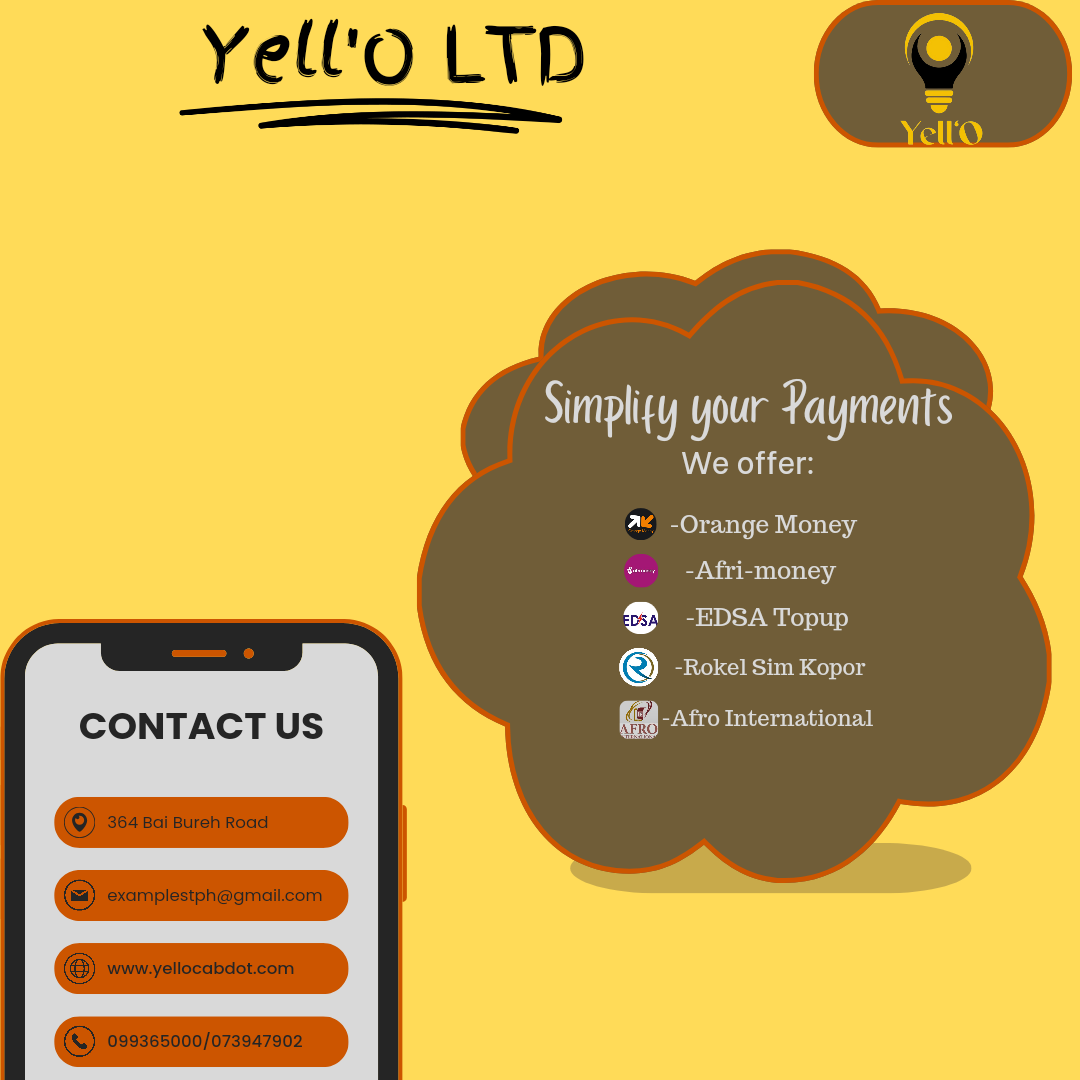 Yell'O LTD
Yell'O
Simplify your Payments
We offer:
-Orange Money
-Afri-money
EDSA
-EDSA Topup
-Rokel Sim Kopor
AFRO
-Afro International
CONTACT US
364 Bai Bureh Road
examplestph@gmail.com
www.yellocabdot.com
099365000/073947902